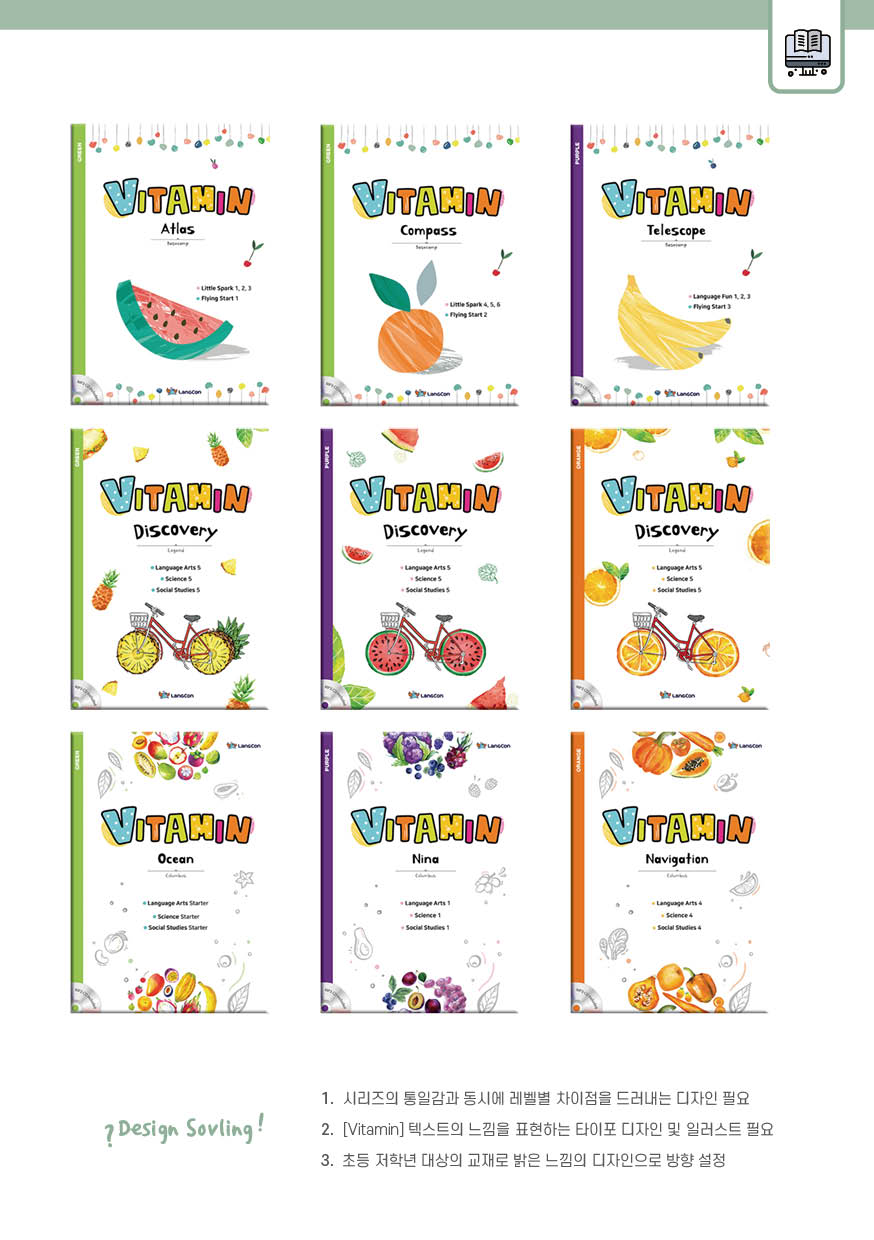 GREEN
VITAMIN
Atlas
Basecamp
Little Spark 1, 2, 3
Flying Start 1
LangCon
GREEN
VITAMIN
Compass
Basecamp
Little Spark 4, 5, 6
Flying Start 2
LangCon
PURPLE
VITAMIN
Telescope
Basecamp
Language Fun 1, 2, 3
Flying Start 3
LangCon
GREEN
VITAMIN
Discovery
Legend
Language Arts 5
Science 5
Social Studies 5
LangCon
PURPLE
VITAMIN
Discovery
Legend
Language Arts 5
Science 5
Social Studies 5
LangCon
ORANGE
VITAMIN
Discovery
Legend
Language Arts 5
Science 5
Social Studies 5
LangCon
GREEN
LangCon
VITAMIN
Ocean
Columbus
Language Arts Starter
Science Starter
Social Studies Starter
PURPLE
LangCon
VITAMIN
Nina
Columbus
Language Arts 1
Science 1
Social Studies 1
ORANGE
LangCon
VITAMIN
Navigation
Columbus
Language Arts 4
Science 4
Social Studies 4
? Design Sovling !
1. 시리즈의 통일감과 동시에 레벨별 차이점을 드러내는 디자인 필요
2. [Vitamin] 텍스트의 느낌을 표현하는 타이포 디자인 및 일러스트 필요
3. 초등 저학년 대상의 교재로 밝은 느낌의 디자인으로 방향 설정